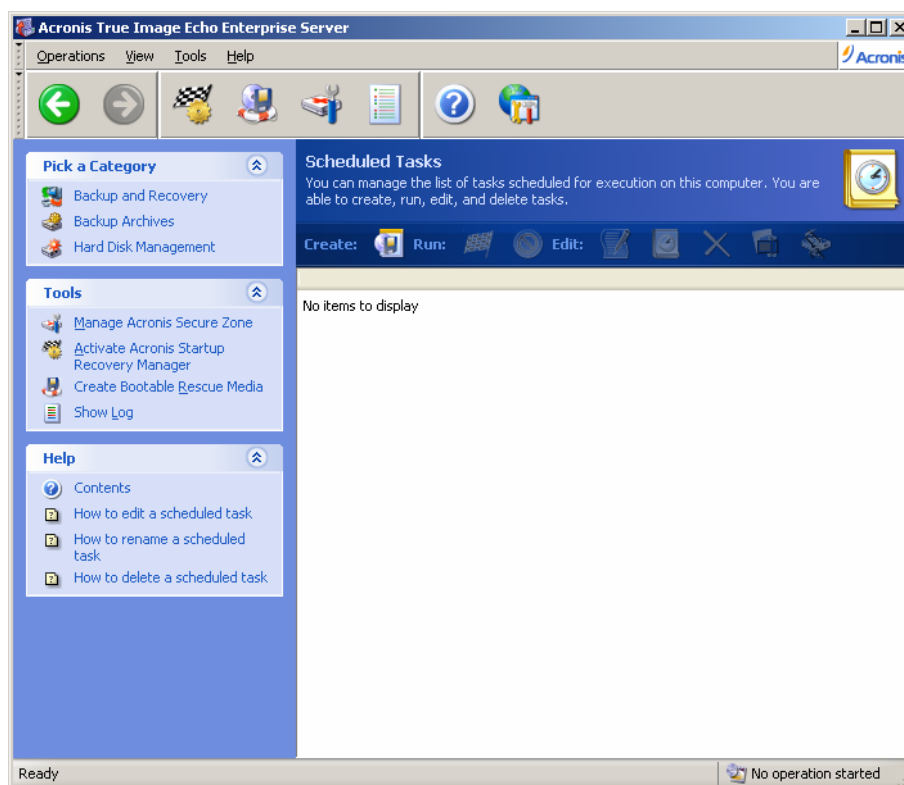 Acronis True Image Echo Enterprise Server
Operations View Tools Help
Acronis
Pick a Category
Backup and Recovery
Backup Archives
Hard Disk Management
Tools
Manage Acronis Secure Zone
Activate Acronis Startup
Recovery Manager
Create Bootable Rescue Media
Show Log
Help
Contents
How to edit a scheduled task
How to rename a scheduled
task
How to delete a scheduled task
Scheduled Tasks
You can manage the list of tasks scheduled for execution on this computer. You are
able to create, run, edit, and delete tasks.
Create: Run: Edit:
No items to display
Ready No operation started